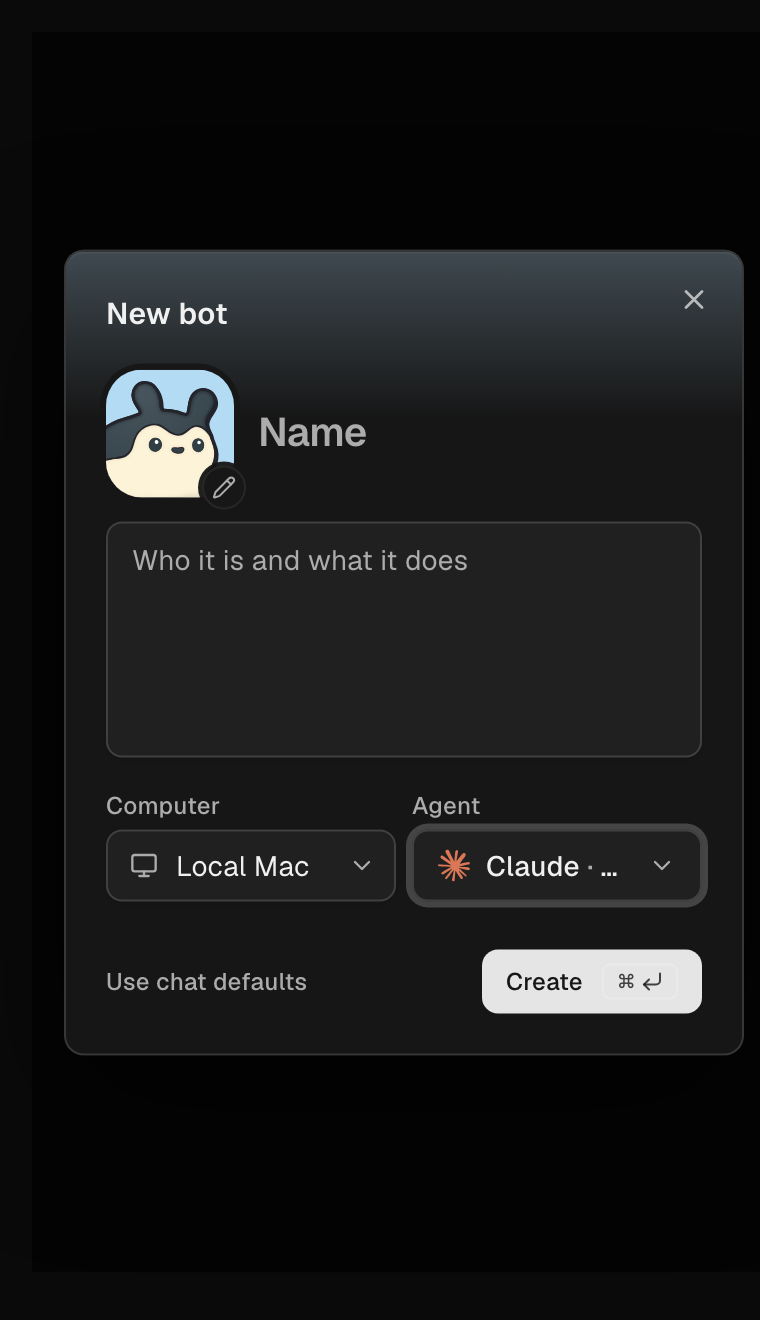 New bot
Name
Who it is and what it does
Computer
Agent
Local Mac
Claude · ...
Use chat defaults
Create ⌘ ↵